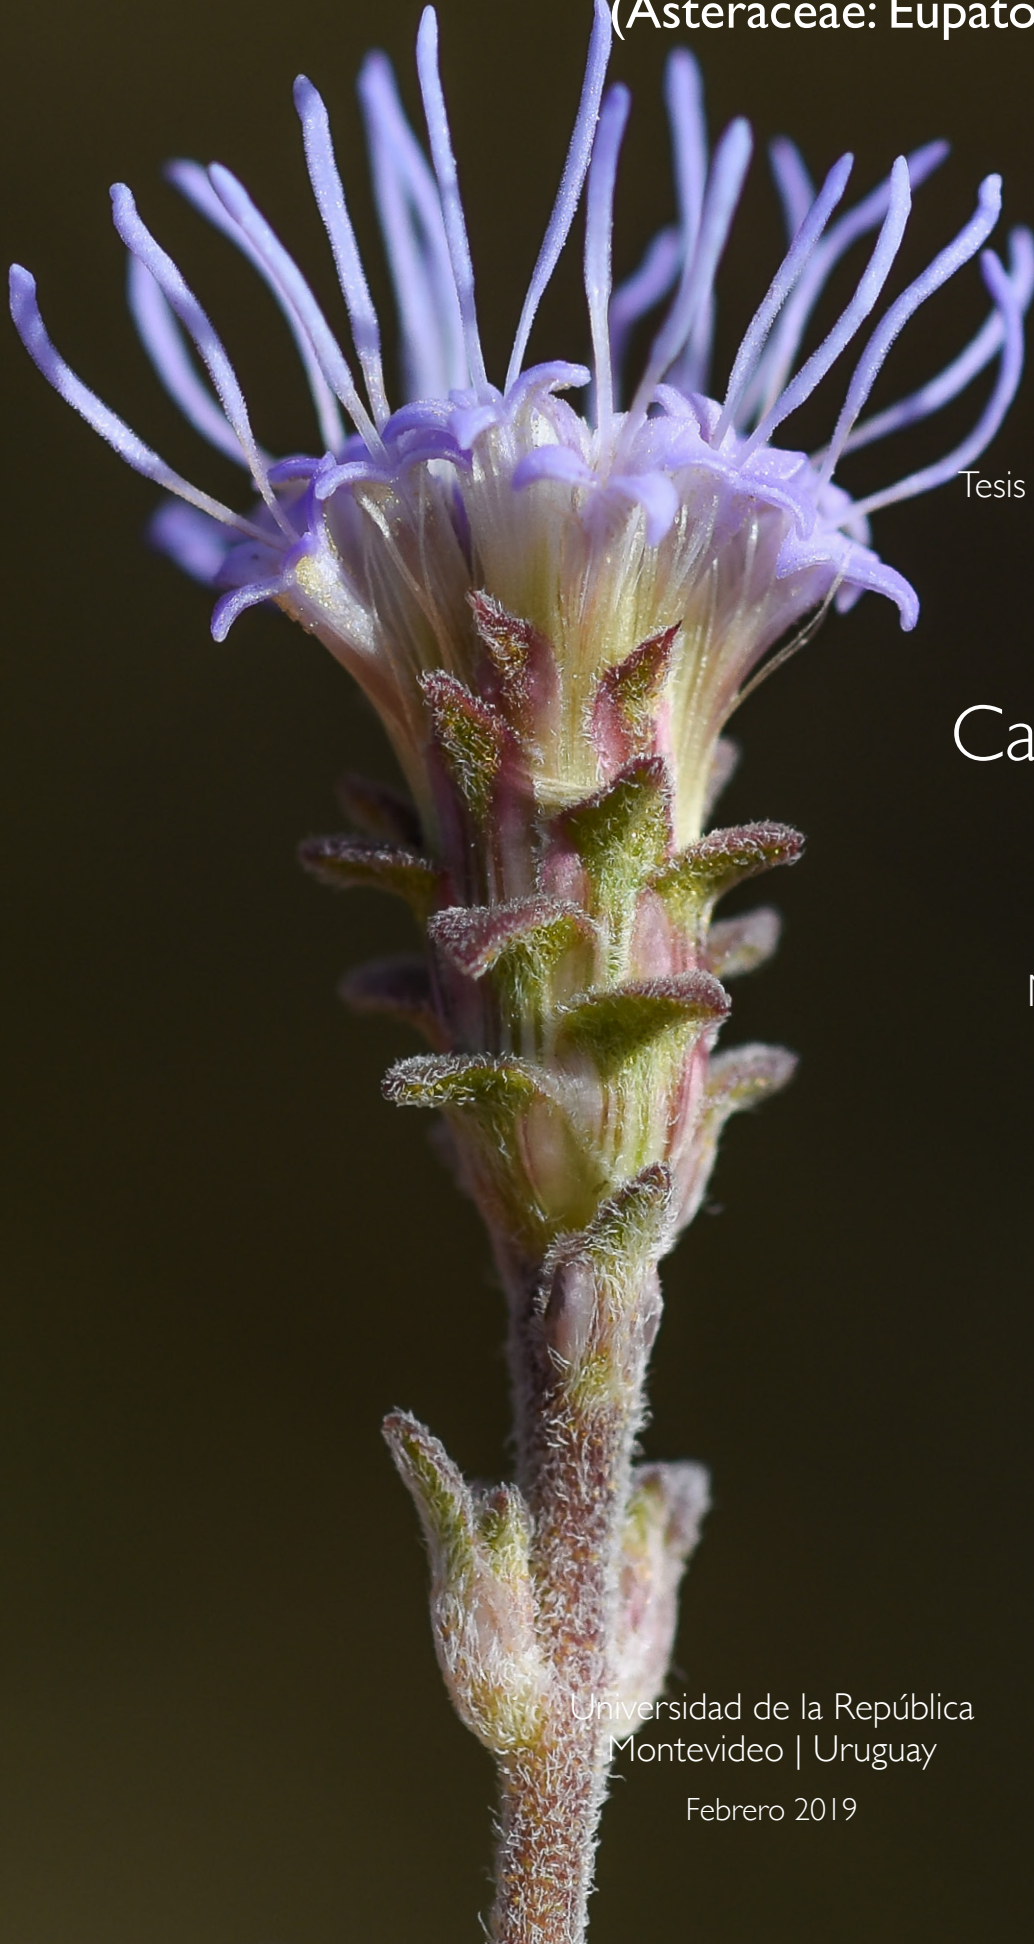 (Asteraceae: Eupato
Tesis
Ca
Universidad de la República
Montevideo | Uruguay
Febrero 2019